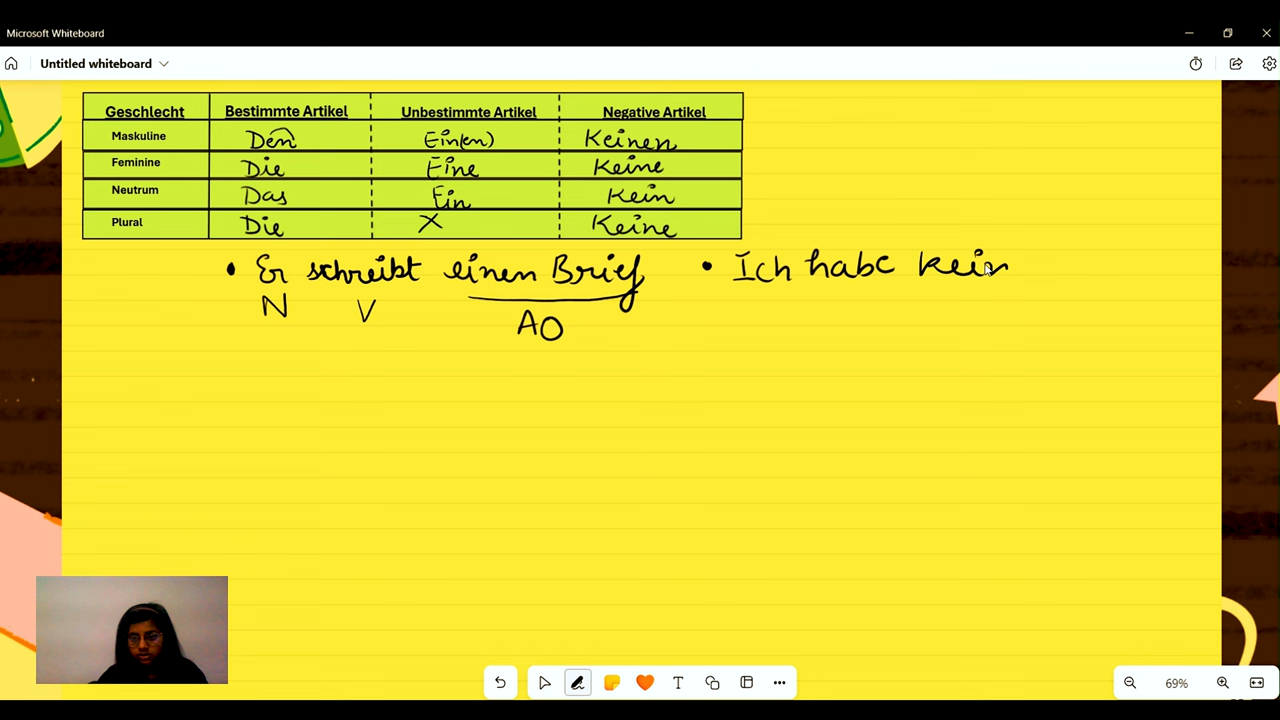 Microsoft Whiteboard
Untitled whiteboard
Geschlecht Bestimmte Artikel Unbestimmte Artikel Negative Artikel
Maskuline Den Ein(en) Keinen
Feminine Die Eine Keine
Neutrum Das Ein Kein
Plural Die X Keine
• Er schreibt einen Brief • Ich habe kein
N V AO
69%